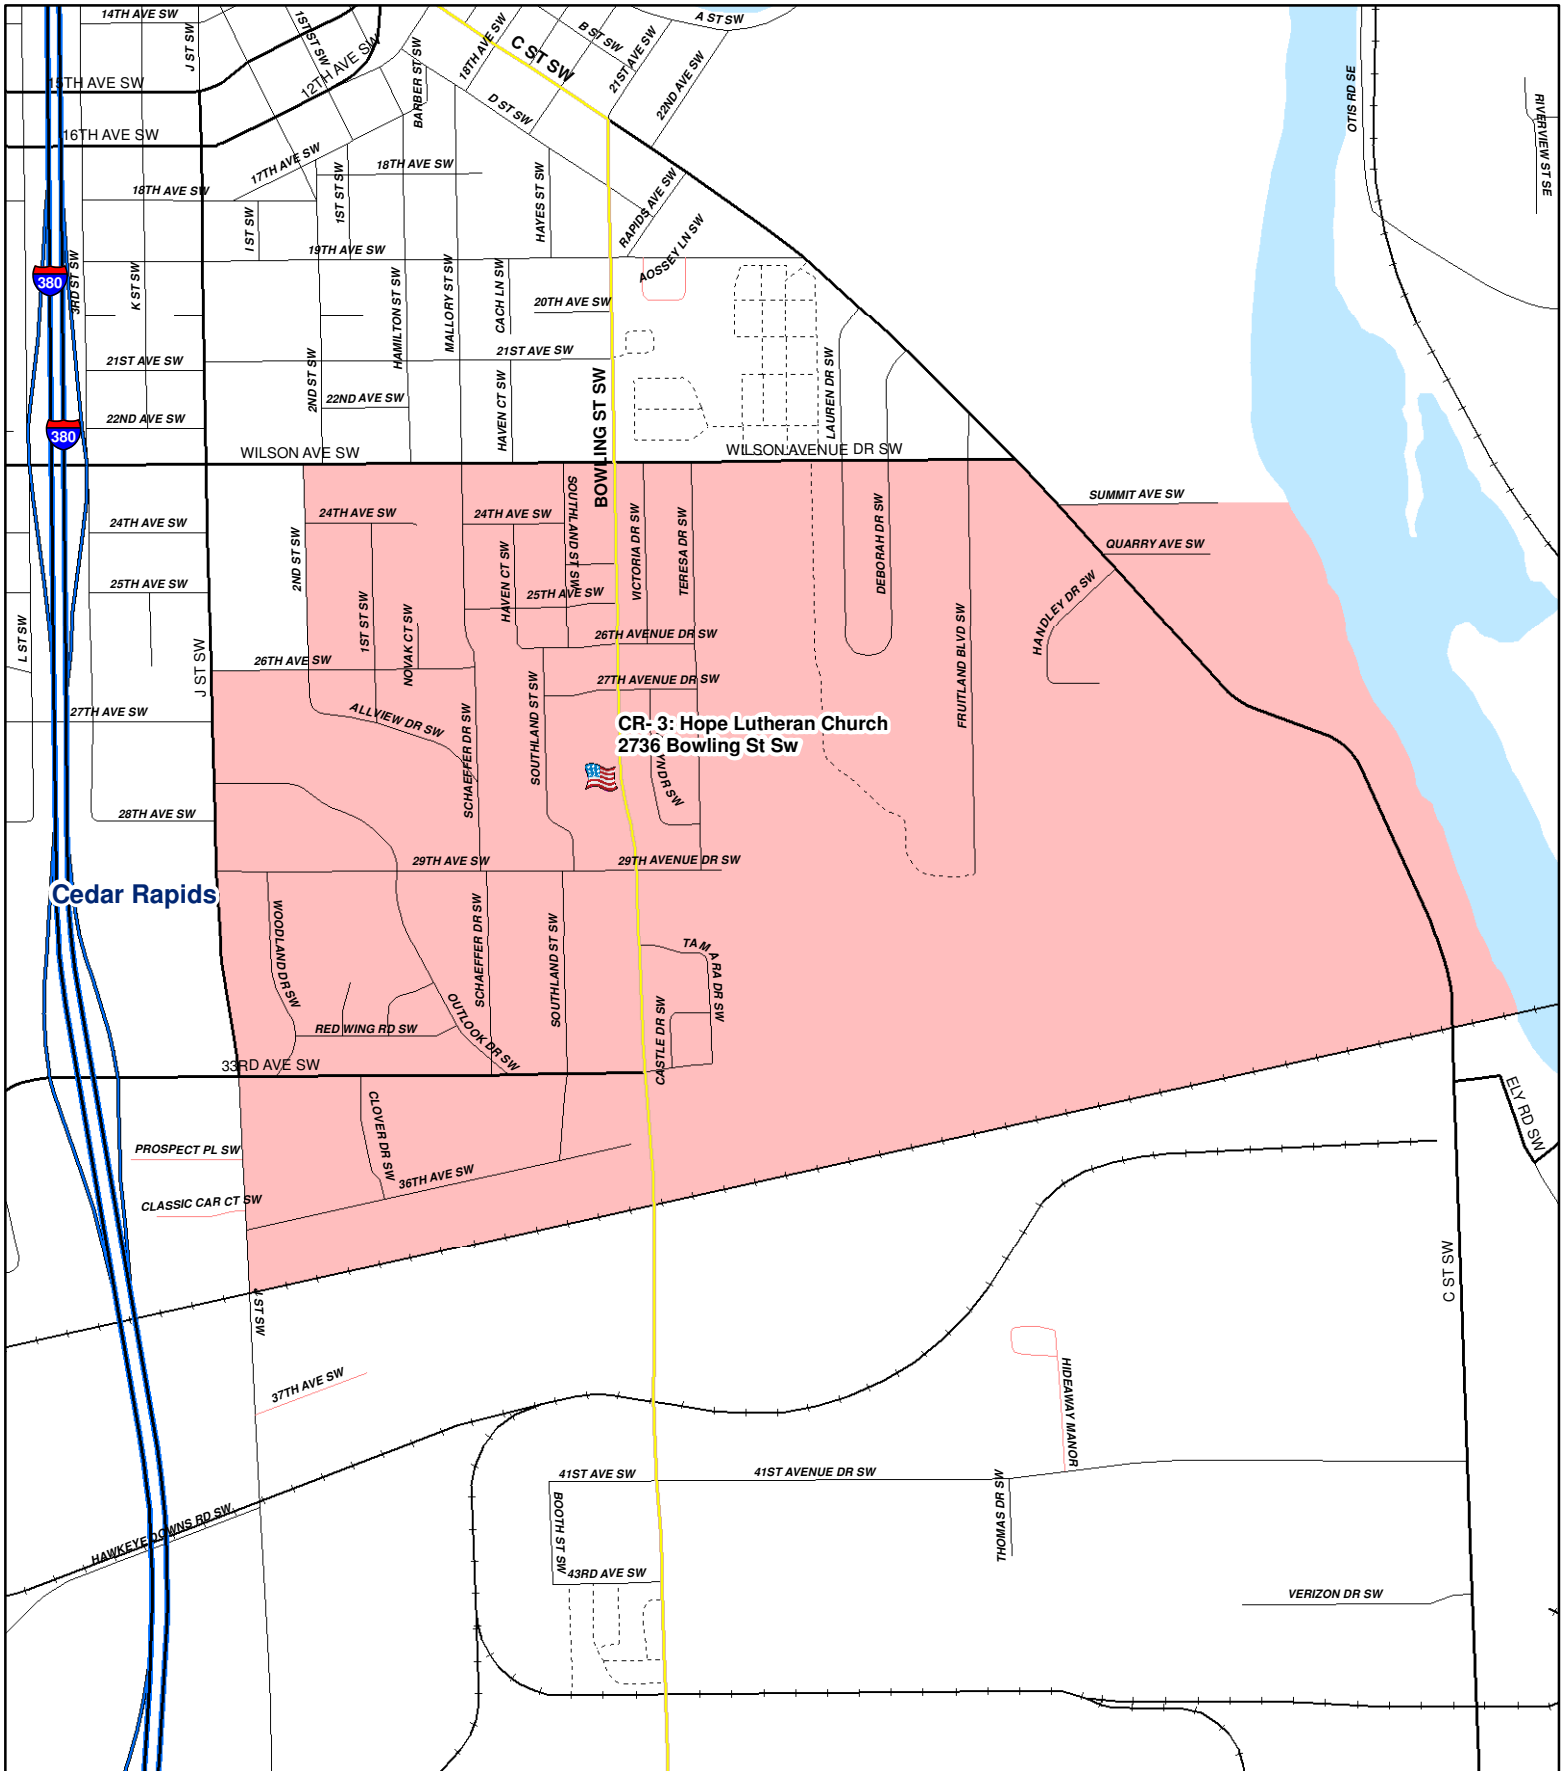 14TH AVE SW
J ST SW
1ST ST SW
12TH AVE SW
BARBER ST SW
18TH AVE SW
C ST SW
B ST SW
A ST SW
21ST AVE SW
22ND AVE SW
D ST SW
OTIS RD SE
RIVERVIEW ST SE
15TH AVE SW
16TH AVE SW
17TH AVE SW
18TH AVE SW
18TH AVE SW
1ST ST SW
I ST SW
HAYES ST SW
RAPIDS AVE SW
AOSSEY LN SW
19TH AVE SW
380
3RD ST SW
K ST SW
HAMILTON ST SW
MALLORY ST SW
CACH LN SW
20TH AVE SW
21ST AVE SW
21ST AVE SW
2ND ST SW
22ND AVE SW
HAVEN CT SW
BOWLING ST SW
LAUREN DR SW
22ND AVE SW
380
WILSON AVE SW
WILSON AVENUE DR SW
SUMMIT AVE SW
24TH AVE SW
24TH AVE SW
24TH AVE SW
SOUTHLAND ST SW
VICTORIA DR SW
TERESA DR SW
DEBORAH DR SW
QUARRY AVE SW
HANDLEY DR SW
2ND ST SW
25TH AVE SW
HAVEN CT SW
25TH AVE SW
1ST ST SW
NOVAK CT SW
26TH AVENUE DR SW
L ST SW
J ST SW
26TH AVE SW
FRUITLAND BLVD SW
27TH AVENUE DR SW
27TH AVE SW
ALLVIEW DR SW
SCHAEFFER DR SW
SOUTHLAND ST SW
CR- 3: Hope Lutheran Church
2736 Bowling St Sw
28TH AVE SW
29TH AVE SW
29TH AVENUE DR SW
Cedar Rapids
WOODLAND DR SW
SCHAEFFER DR SW
SOUTHLAND ST SW
TAMARA DR SW
OUTLOOK DR SW
RED WING RD SW
CASTLE DR SW
33RD AVE SW
CLOVER DR SW
ELY RD SW
PROSPECT PL SW
36TH AVE SW
CLASSIC CAR CT SW
C ST SW
J ST SW
37TH AVE SW
HIDEAWAY MANOR
41ST AVE SW
41ST AVENUE DR SW
THOMAS DR SW
BOOTH ST SW
HAWKEYE DOWNS RD SW
43RD AVE SW
VERIZON DR SW